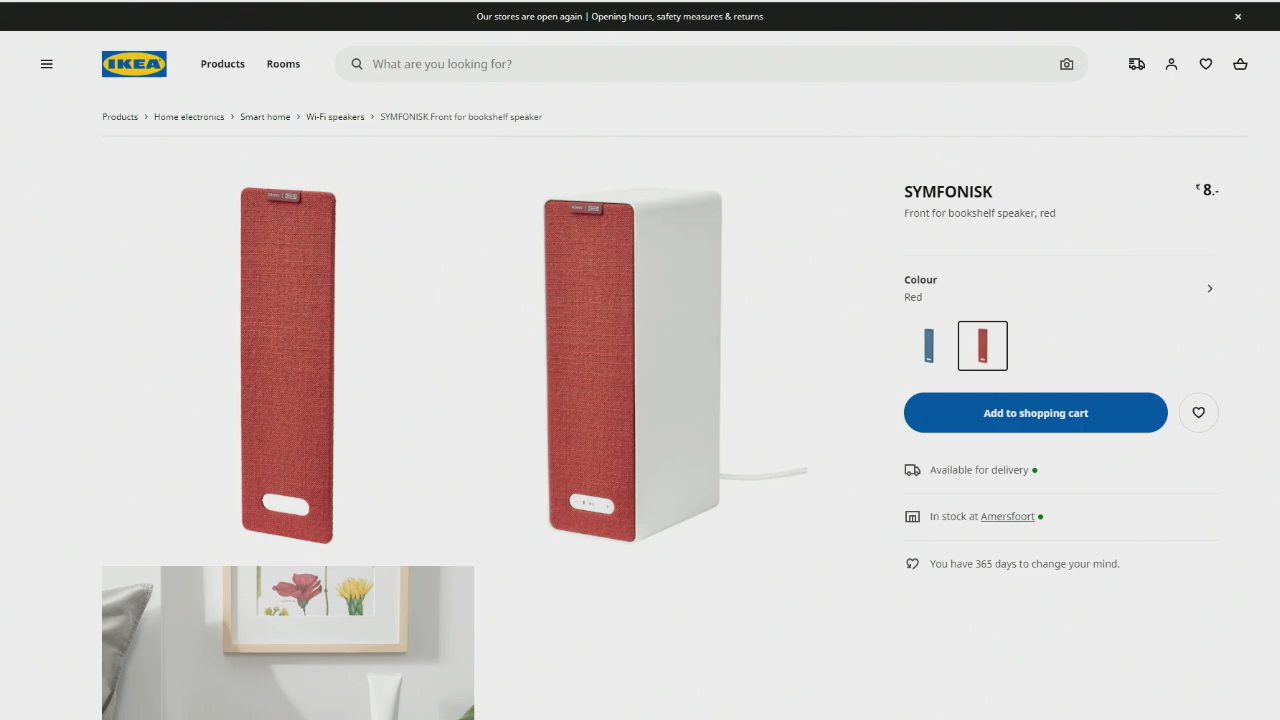 Our stores are open again | Opening hours, safety measures & returns
IKEA
Products
Rooms
What are you looking for?
Products > Home electronics > Smart home > Wi-Fi speakers > SYMFONISK Front for bookshelf speaker
SYMFONISK
€ 8.-
Front for bookshelf speaker, red
Colour
Red
Add to shopping cart
Available for delivery
In stock at Amersfoort
You have 365 days to change your mind.